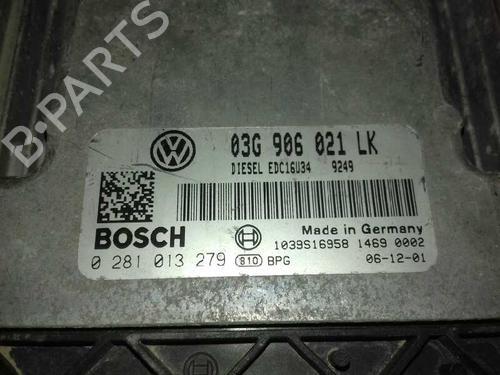 B-PARTS
03G 906 021 LK
DIESEL EDC16U34 9249
BOSCH
Made in Germany
1039S16958 1469 0002
0 281 013 279 810 BPG 06-12-01